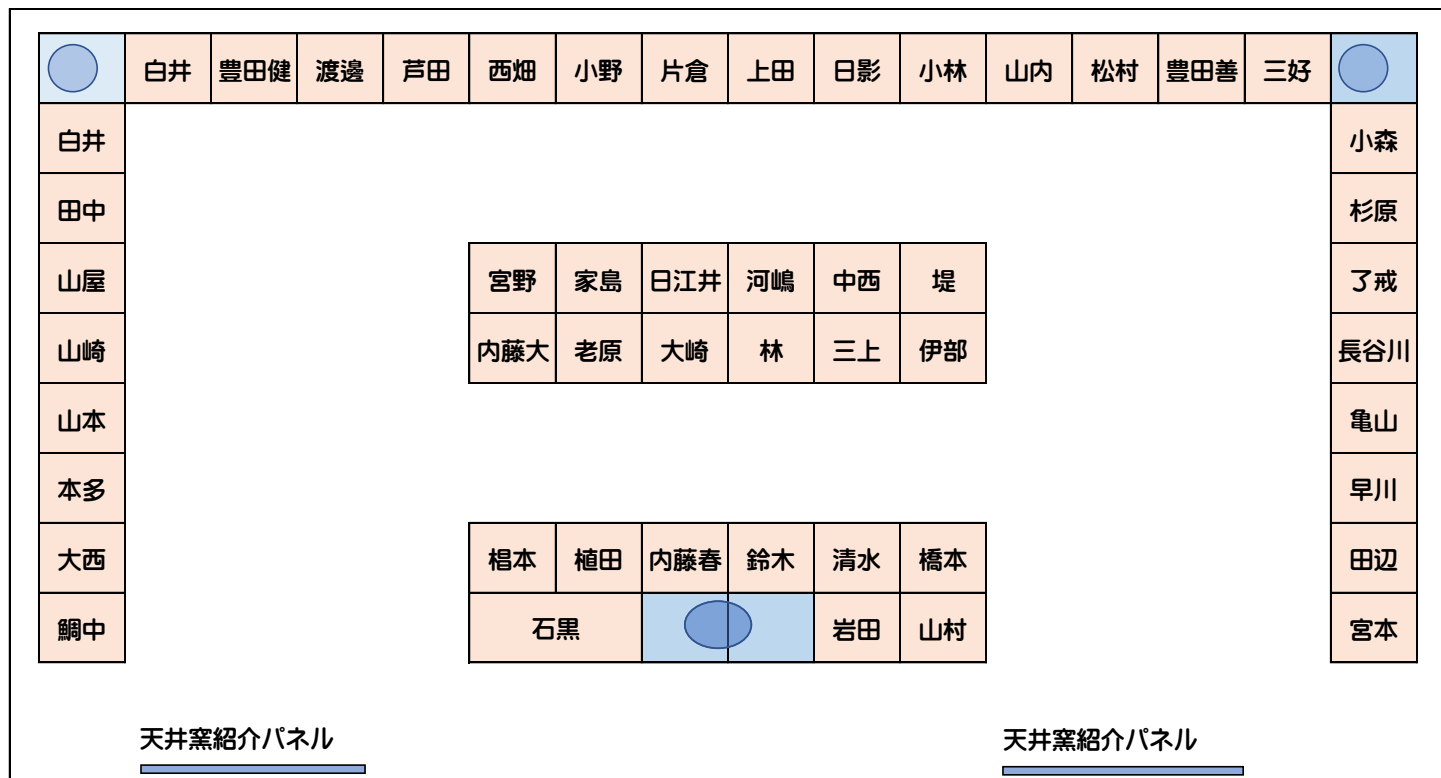 白井 豊田健 渡邊 芦田 西畑 小野 片倉 上田 日影 小林 山内 松村 豊田善 三好
白井 小森
田中 杉原
山屋 宮野 家島 日江井 河嶋 中西 堤 了戒
山崎 内藤大 老原 大崎 林 三上 伊部 長谷川
山本 亀山
本多 早川
大西 椙本 植田 内藤春 鈴木 清水 橋本 田辺
鯛中 石黒 岩田 山村 宮本
天井窯紹介パネル 天井窯紹介パネル